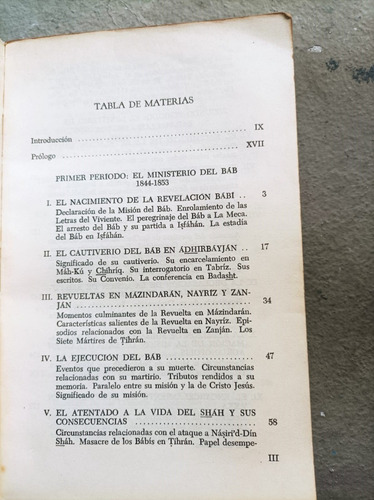 TABLA DE MATERIAS
Introducción ........................................ IX
Prólogo ........................................ XVII
PRIMER PERIODO: EL MINISTERIO DEL BÁB
1844-1853
I. EL NACIMIENTO DE LA REVELACIÓN BÁBÍ .. 3
Declaración de la Misión del Báb. Enrolamiento de las
Letras del Viviente. El peregrinaje del Báb a La Meca.
El arresto del Báb y su partida a Iṣfáhán. La estadía
del Báb en Iṣfáhán.
II. EL CAUTIVERIO DEL BÁB EN ÁDHIRBÁYJÁN .. 17
Significado de su cautiverio. Su encarcelamiento en
Máh-Kú y Chihríq. Su interrogatorio en Tabríz. Sus
escritos. Su Convenio. La conferencia en Badasht.
III. REVUELTAS EN MÁZINDARÁN, NAYRÍZ Y ZAN-
JÁN ........................................ 34
Momentos culminantes de la Revuelta en Mázindarán.
Características salientes de la Revuelta en Nayríz. Epi-
sodios relacionados con la Revuelta en Zanján. Los
Siete Mártires de Ṭihrán.
IV. LA EJECUCIÓN DEL BÁB ........................ 47
Eventos que precedieron a su muerte. Circunstancias
relacionadas con su martirio. Tributos rendidos a su
memoria. Paralelo entre su misión y la de Cristo Jesús.
Significado de su misión.
V. EL ATENTADO A LA VIDA DEL SHÁH Y SUS
CONSECUENCIAS ........................ 58
Circunstancias relacionadas con el ataque a Náṣiri'd-Dín
Sháh. Masacre de los Bábís en Ṭihrán. Papel desempe-
III